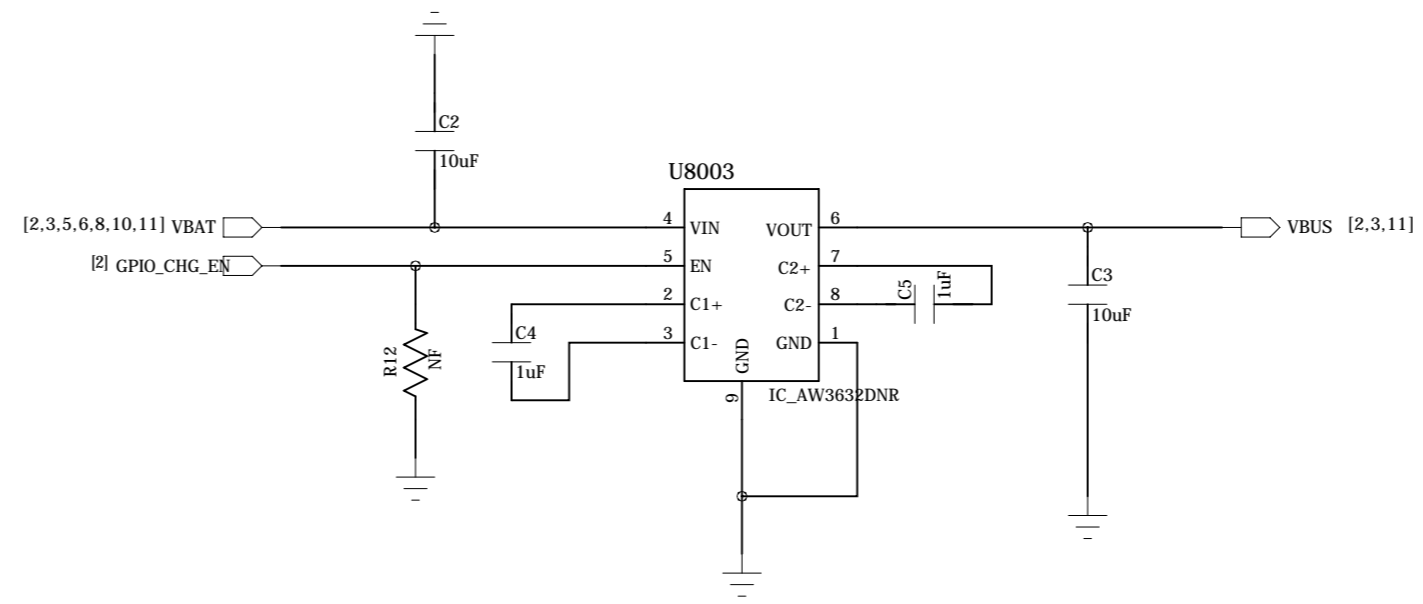 C2
10uF
U8003
[2,3,5,6,8,10,11] VBAT
4
VIN
VOUT
6
VBUS [2,3,11]
[2] GPIO_CHG_EN
5
EN
C2+
7
2
C1+
C2-
8
C5
1uF
C3
10uF
3
C1-
GND
1
C4
1uF
R12
NF
GND
9
IC_AW3632DNR